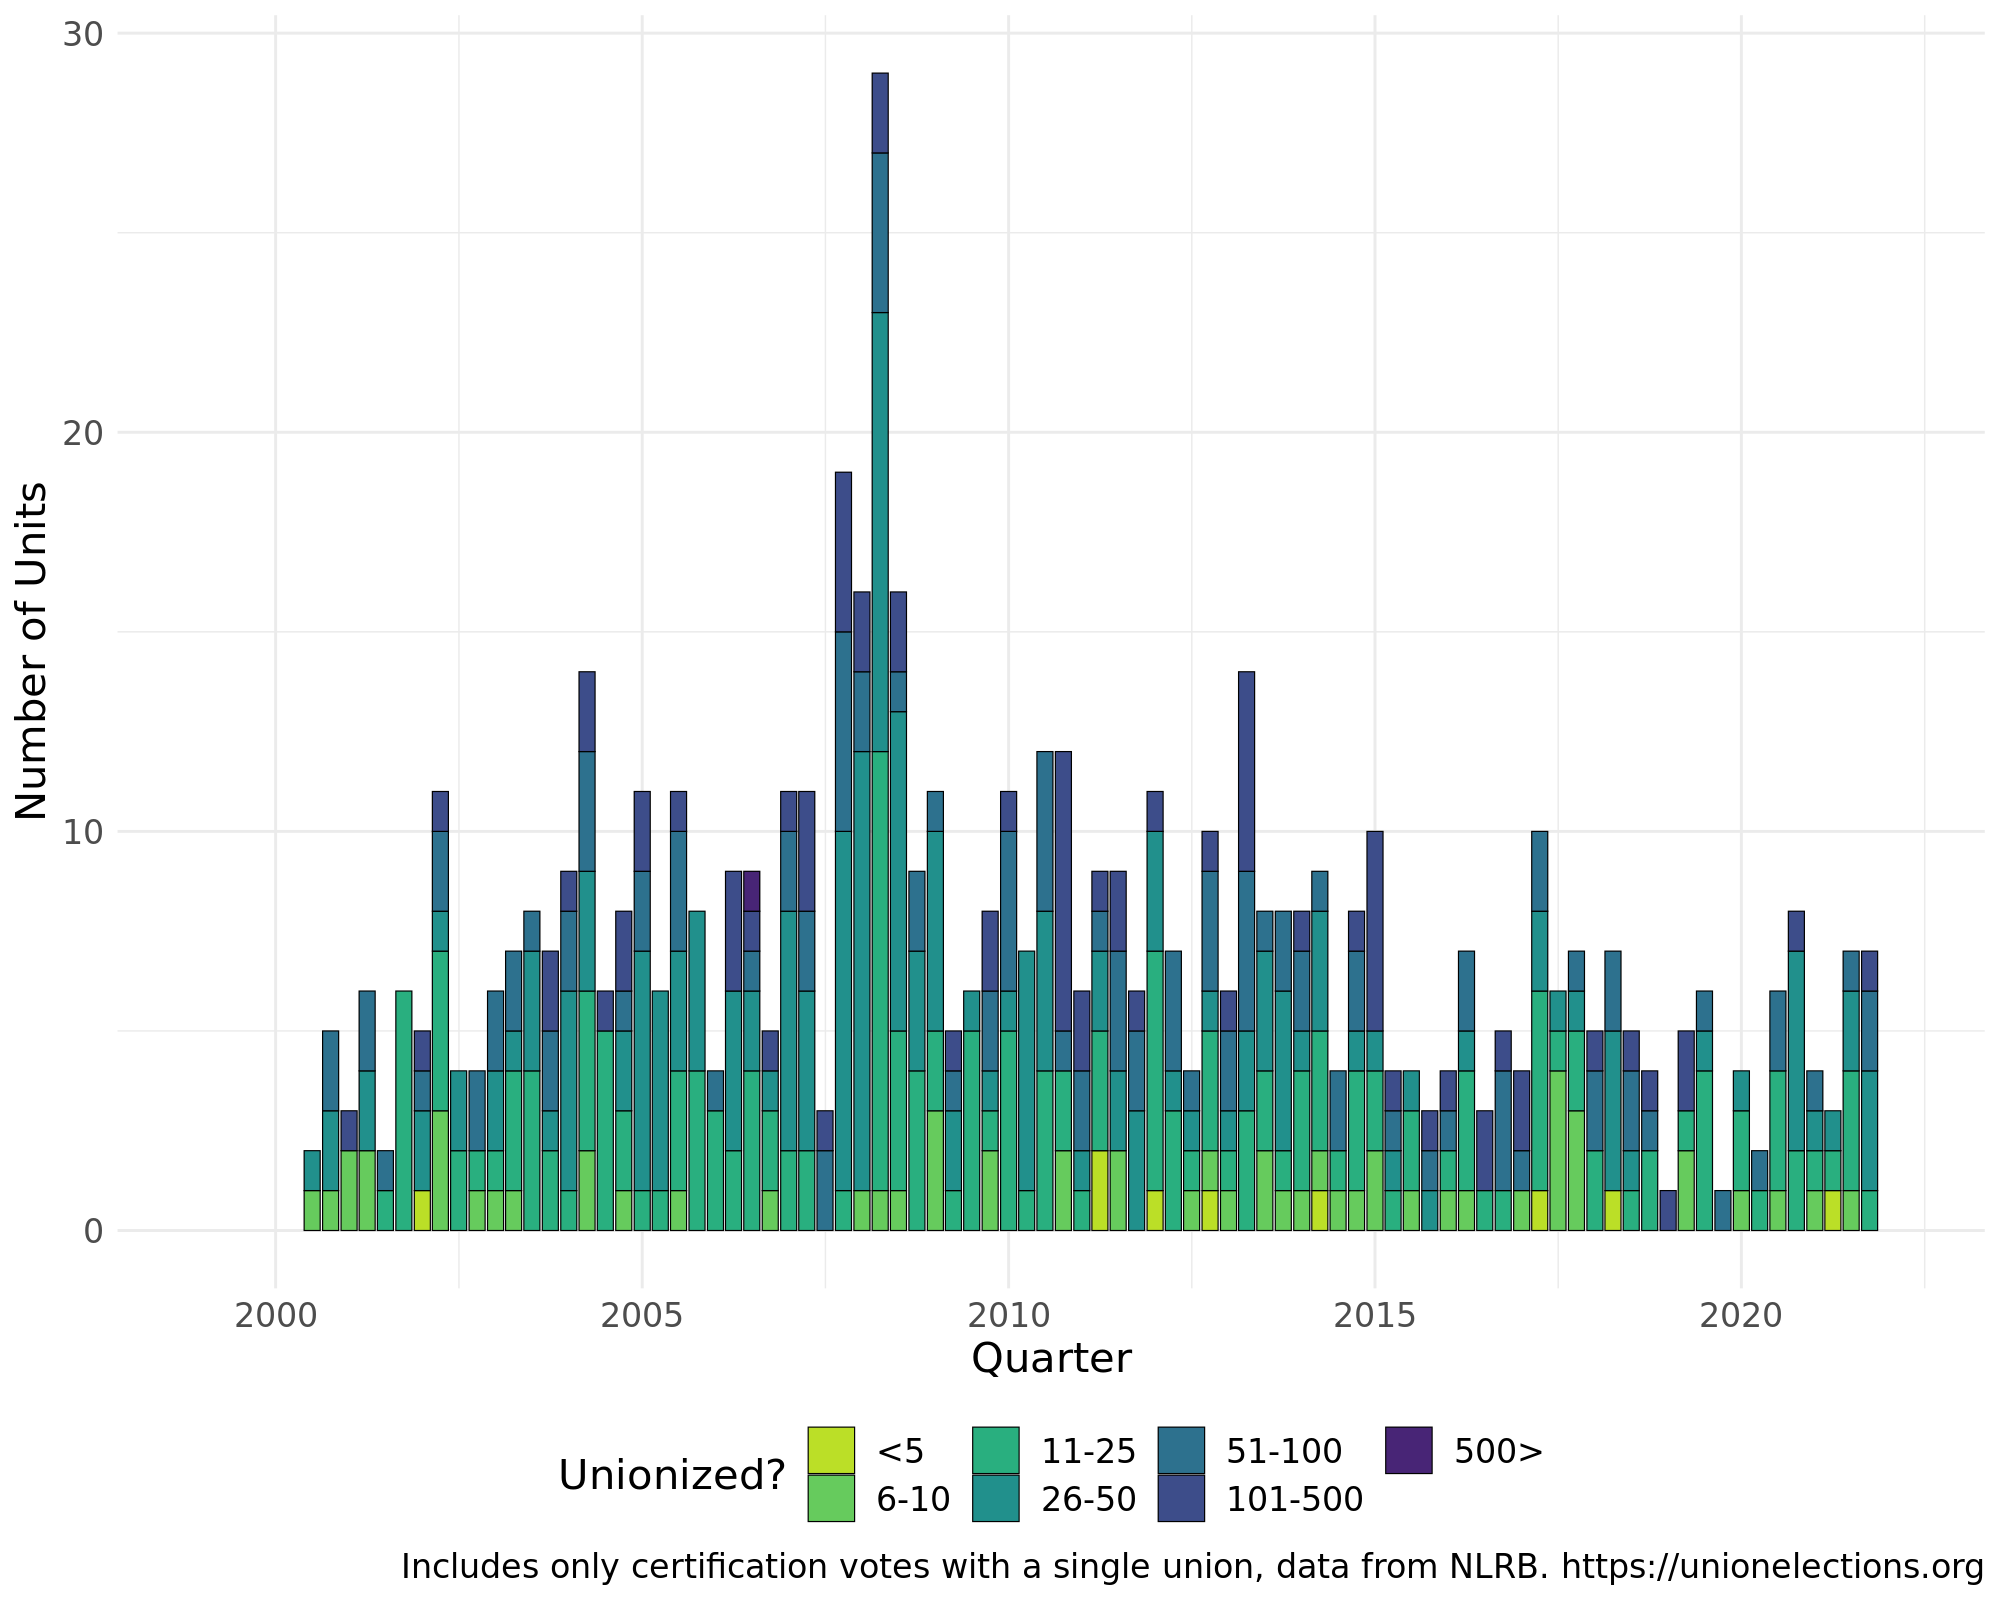 30
20
10
0
Number of Units
2000 2005 2010 2015 2020
Quarter
Unionized?
<5 11-25 51-100 500>
6-10 26-50 101-500
Includes only certification votes with a single union, data from NLRB. https://unionelections.org